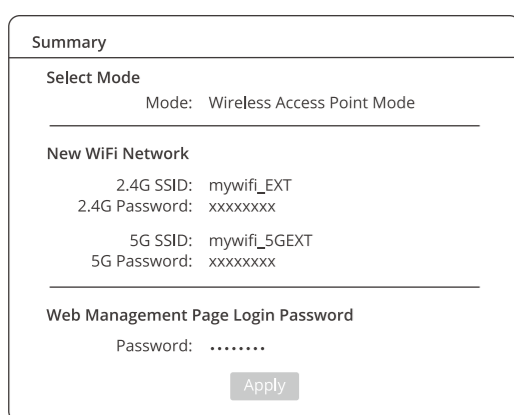 Summary
Select Mode
Mode: Wireless Access Point Mode
New WiFi Network
2.4G SSID: mywifi_EXT
2.4G Password: xxxxxxxx
5G SSID: mywifi_5GEXT
5G Password: xxxxxxxx
Web Management Page Login Password
Password: ........
Apply